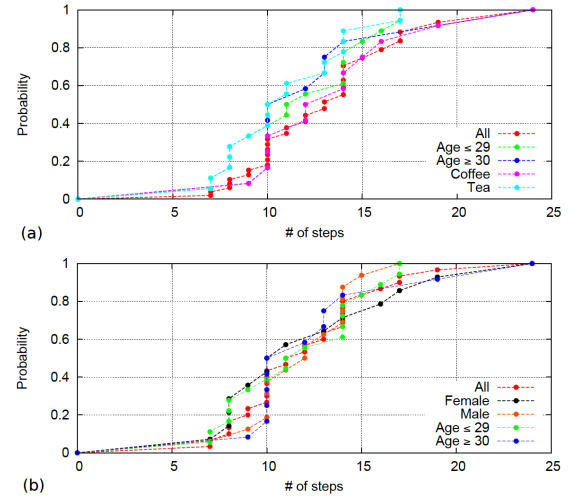 1
0.8
0.6
0.4
0.2
0
Probability
All
Age ≤ 29
Age ≥ 30
Coffee
Tea
0 5 10 15 20 25
# of steps
(a)
1
0.8
0.6
0.4
0.2
0
Probability
All
Female
Male
Age ≤ 29
Age ≥ 30
0 5 10 15 20 25
# of steps
(b)